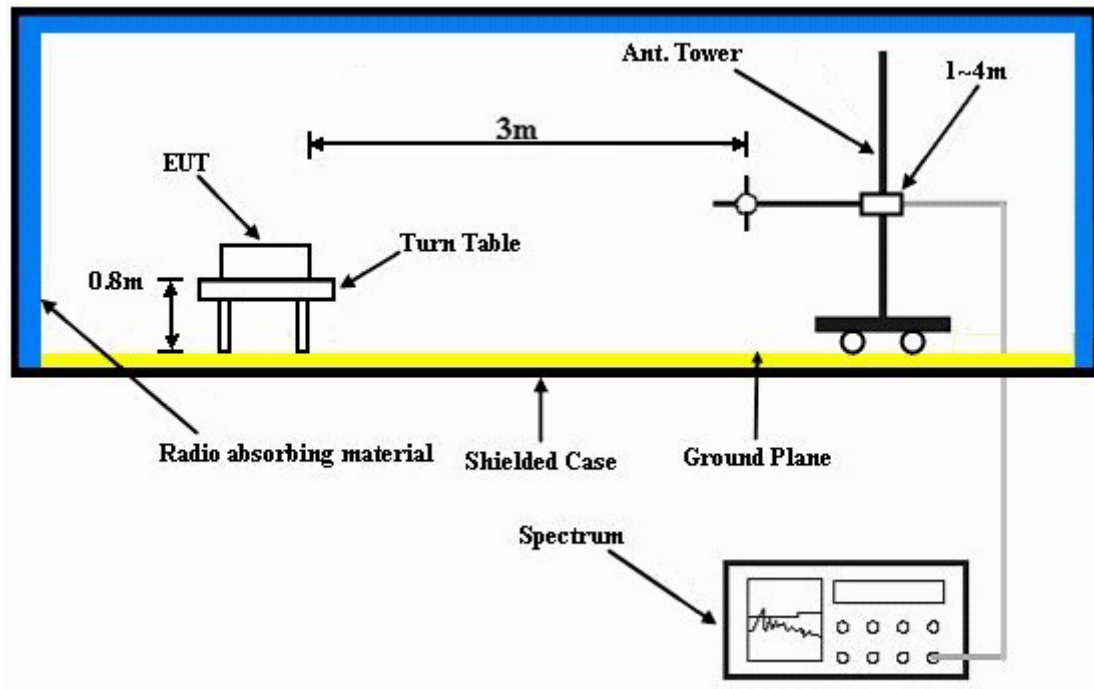 Ant. Tower
1~4m
3m
EUT
Turn Table
0.8m
Radio absorbing material
Shielded Case
Ground Plane
Spectrum